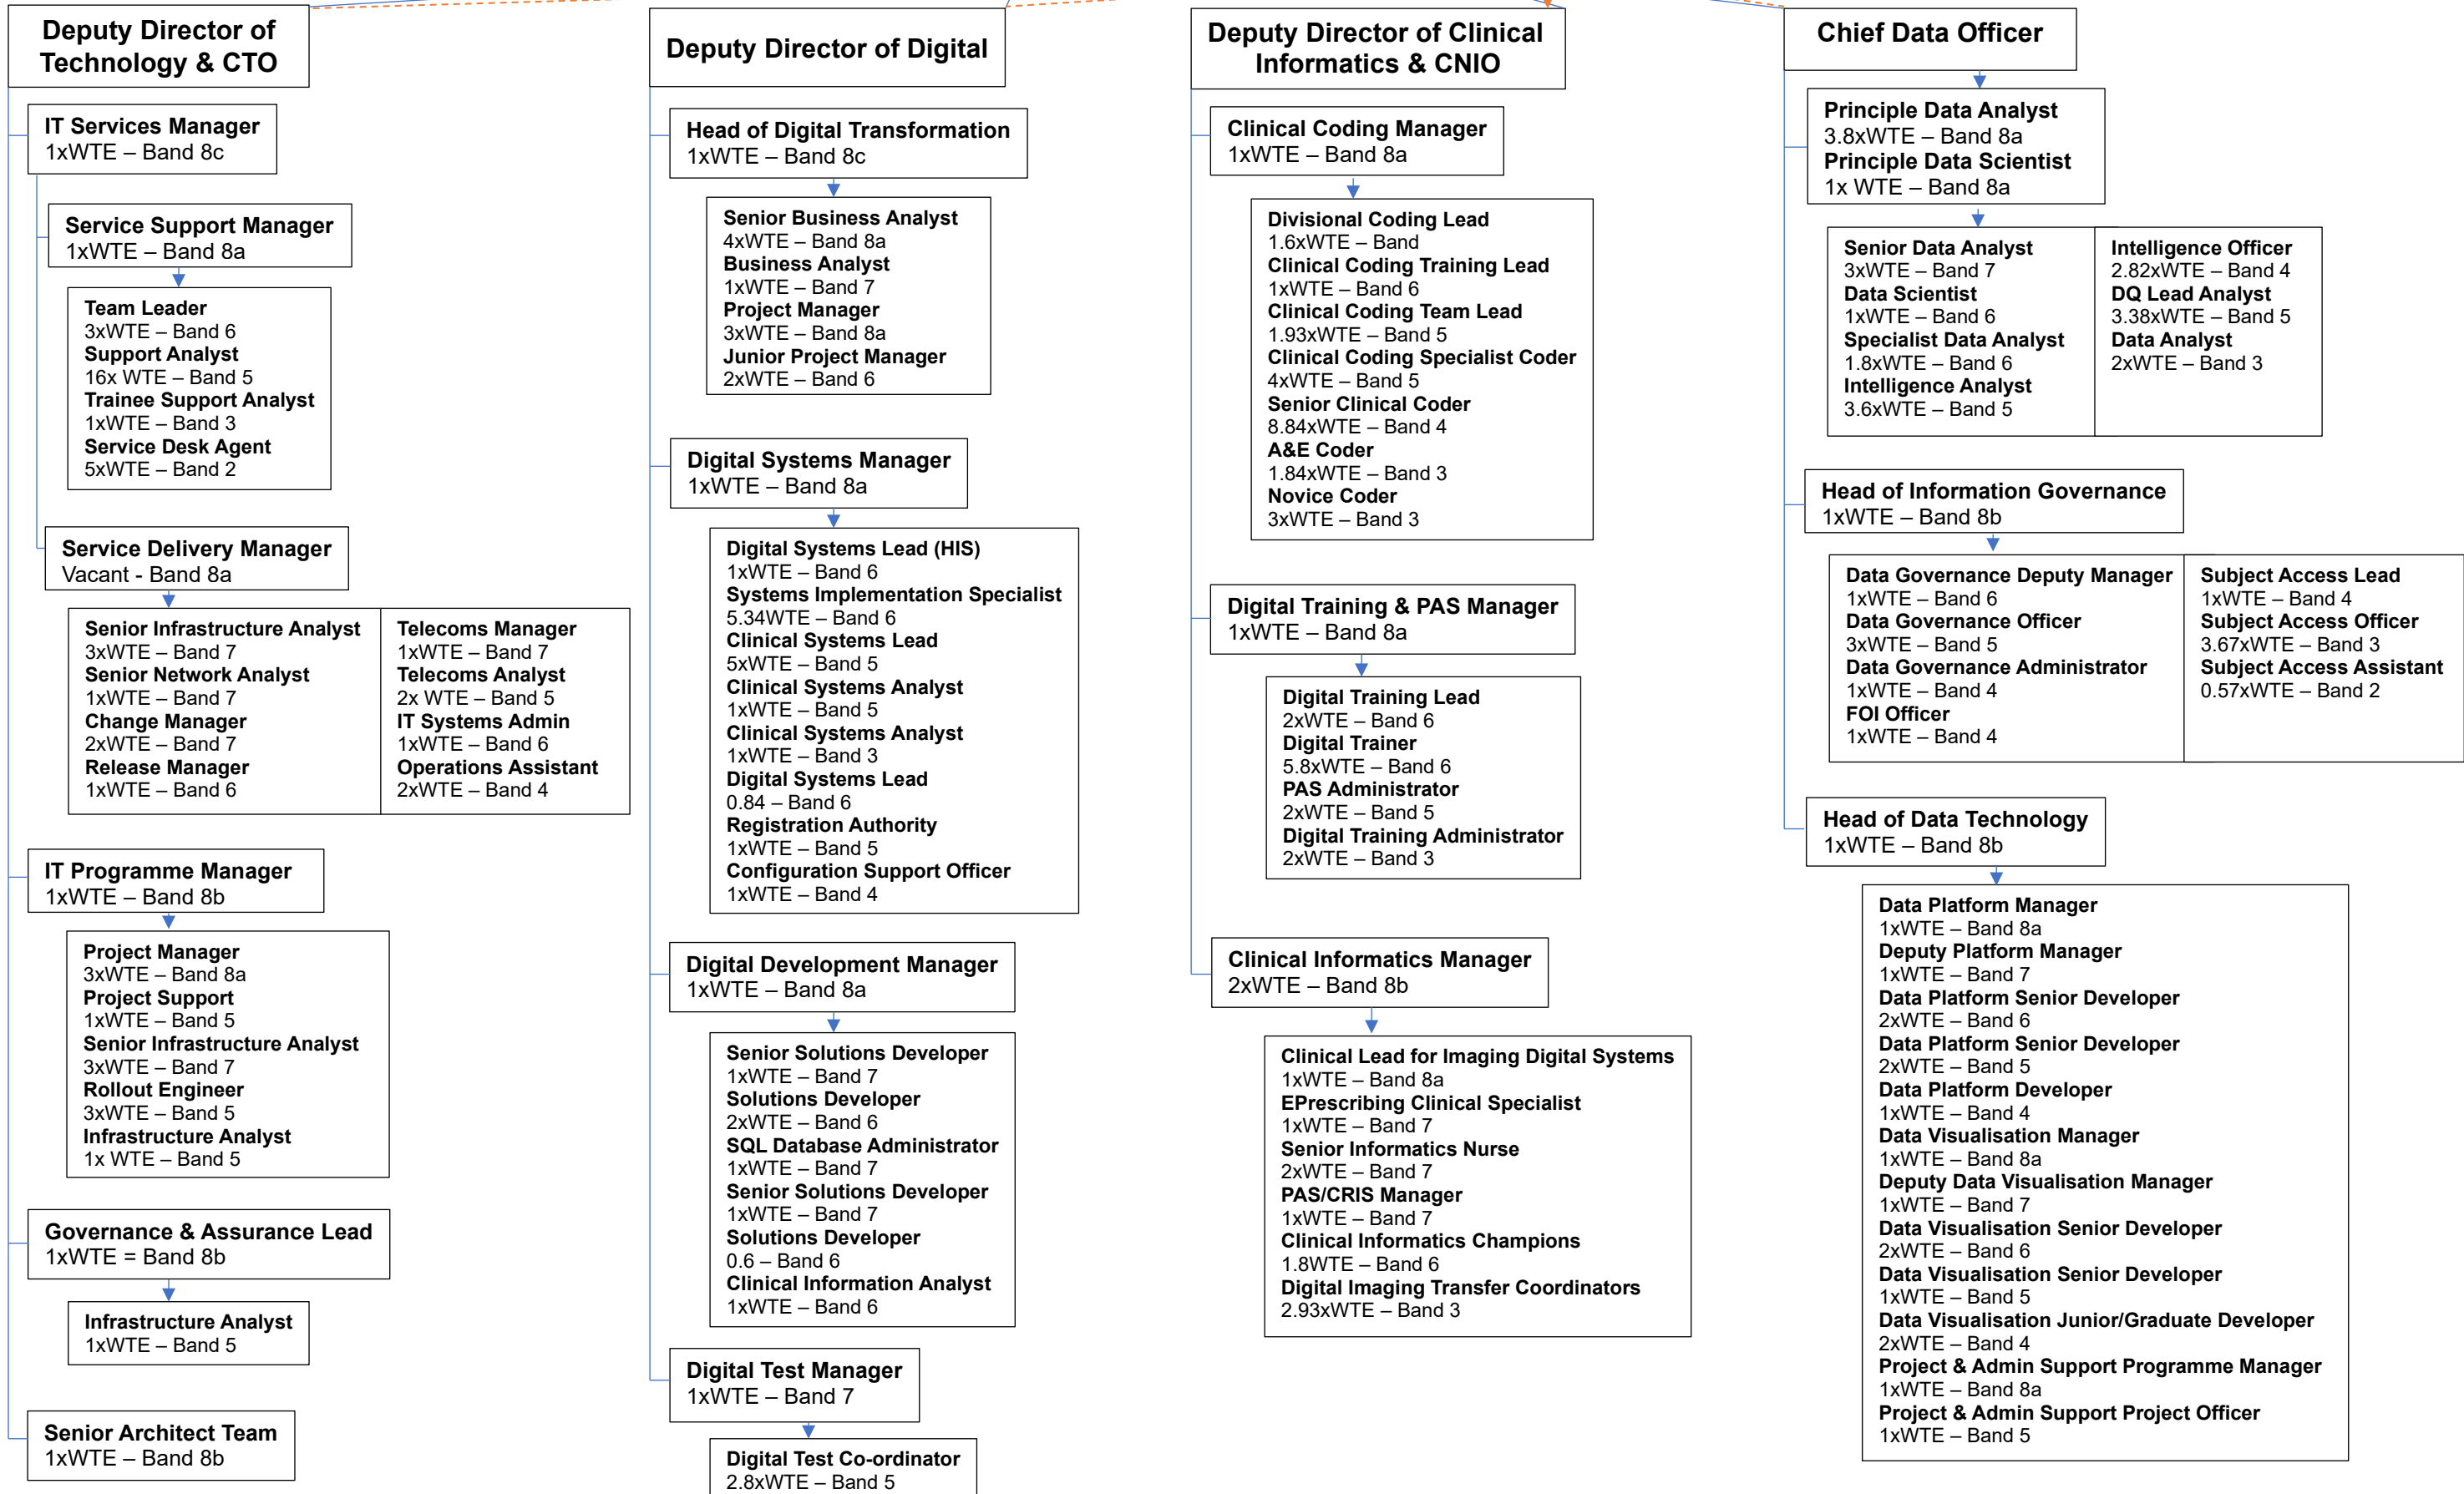 Deputy Director of
Technology & CTO
IT Services Manager
1xWTE – Band 8c
Service Support Manager
1xWTE – Band 8a
Team Leader
3xWTE – Band 6
Support Analyst
16x WTE – Band 5
Trainee Support Analyst
1xWTE – Band 3
Service Desk Agent
5xWTE – Band 2
Service Delivery Manager
Vacant - Band 8a
Senior Infrastructure Analyst
3xWTE – Band 7
Senior Network Analyst
1xWTE – Band 7
Change Manager
2xWTE – Band 7
Release Manager
1xWTE – Band 6
Telecoms Manager
1xWTE – Band 7
Telecoms Analyst
2x WTE – Band 5
IT Systems Admin
1xWTE – Band 6
Operations Assistant
2xWTE – Band 4
IT Programme Manager
1xWTE – Band 8b
Project Manager
3xWTE – Band 8a
Project Support
1xWTE – Band 5
Senior Infrastructure Analyst
3xWTE – Band 7
Rollout Engineer
3xWTE – Band 5
Infrastructure Analyst
1x WTE – Band 5
Governance & Assurance Lead
1xWTE = Band 8b
Infrastructure Analyst
1xWTE – Band 5
Senior Architect Team
1xWTE – Band 8b
Deputy Director of Digital
Head of Digital Transformation
1xWTE – Band 8c
Senior Business Analyst
4xWTE – Band 8a
Business Analyst
1xWTE – Band 7
Project Manager
3xWTE – Band 8a
Junior Project Manager
2xWTE – Band 6
Digital Systems Manager
1xWTE – Band 8a
Digital Systems Lead (HIS)
1xWTE – Band 6
Systems Implementation Specialist
5.34WTE – Band 6
Clinical Systems Lead
5xWTE – Band 5
Clinical Systems Analyst
1xWTE – Band 5
Clinical Systems Analyst
1xWTE – Band 3
Digital Systems Lead
0.84 – Band 6
Registration Authority
1xWTE – Band 5
Configuration Support Officer
1xWTE – Band 4
Digital Development Manager
1xWTE – Band 8a
Senior Solutions Developer
1xWTE – Band 7
Solutions Developer
2xWTE – Band 6
SQL Database Administrator
1xWTE – Band 7
Senior Solutions Developer
1xWTE – Band 7
Solutions Developer
0.6 – Band 6
Clinical Information Analyst
1xWTE – Band 6
Digital Test Manager
1xWTE – Band 7
Digital Test Co-ordinator
2.8xWTE – Band 5
Deputy Director of Clinical
Informatics & CNIO
Clinical Coding Manager
1xWTE – Band 8a
Divisional Coding Lead
1.6xWTE – Band
Clinical Coding Training Lead
1xWTE – Band 6
Clinical Coding Team Lead
1.93xWTE – Band 5
Clinical Coding Specialist Coder
4xWTE – Band 5
Senior Clinical Coder
8.84xWTE – Band 4
A&E Coder
1.84xWTE – Band 3
Novice Coder
3xWTE – Band 3
Digital Training & PAS Manager
1xWTE – Band 8a
Digital Training Lead
2xWTE – Band 6
Digital Trainer
5.8xWTE – Band 6
PAS Administrator
2xWTE – Band 5
Digital Training Administrator
2xWTE – Band 3
Clinical Informatics Manager
2xWTE – Band 8b
Clinical Lead for Imaging Digital Systems
1xWTE – Band 8a
EPrescribing Clinical Specialist
1xWTE – Band 7
Senior Informatics Nurse
2xWTE – Band 7
PAS/CRIS Manager
1xWTE – Band 7
Clinical Informatics Champions
1.8WTE – Band 6
Digital Imaging Transfer Coordinators
2.93xWTE – Band 3
Chief Data Officer
Principle Data Analyst
3.8xWTE – Band 8a
Principle Data Scientist
1x WTE – Band 8a
Senior Data Analyst
3xWTE – Band 7
Data Scientist
1xWTE – Band 6
Specialist Data Analyst
1.8xWTE – Band 6
Intelligence Analyst
3.6xWTE – Band 5
Intelligence Officer
2.82xWTE – Band 4
DQ Lead Analyst
3.38xWTE – Band 5
Data Analyst
2xWTE – Band 3
Head of Information Governance
1xWTE – Band 8b
Data Governance Deputy Manager
1xWTE – Band 6
Data Governance Officer
3xWTE – Band 5
Data Governance Administrator
1xWTE – Band 4
FOI Officer
1xWTE – Band 4
Subject Access Lead
1xWTE – Band 4
Subject Access Officer
3.67xWTE – Band 3
Subject Access Assistant
0.57xWTE – Band 2
Head of Data Technology
1xWTE – Band 8b
Data Platform Manager
1xWTE – Band 8a
Deputy Platform Manager
1xWTE – Band 7
Data Platform Senior Developer
2xWTE – Band 6
Data Platform Senior Developer
2xWTE – Band 5
Data Platform Developer
1xWTE – Band 4
Data Visualisation Manager
1xWTE – Band 8a
Deputy Data Visualisation Manager
1xWTE – Band 7
Data Visualisation Senior Developer
2xWTE – Band 6
Data Visualisation Senior Developer
1xWTE – Band 5
Data Visualisation Junior/Graduate Developer
2xWTE – Band 4
Project & Admin Support Programme Manager
1xWTE – Band 8a
Project & Admin Support Project Officer
1xWTE – Band 5